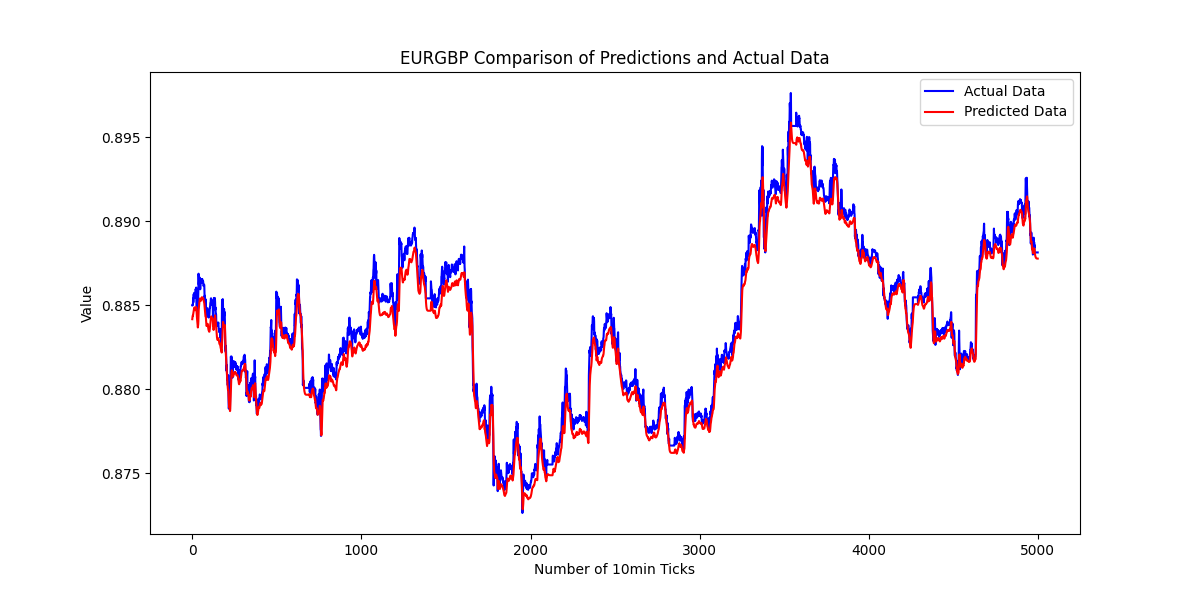 EURGBP Comparison of Predictions and Actual Data
Actual Data
Predicted Data
Value
0.895
0.890
0.885
0.880
0.875
0
1000
2000
3000
4000
5000
Number of 10min Ticks